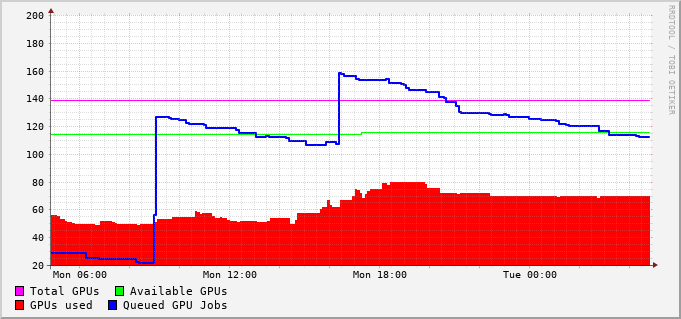 RRDTOOL / TOBI OETIKER
200
180
160
140
120
100
80
60
40
20
Mon 06:00 Mon 12:00 Mon 18:00 Tue 00:00
Total GPUs Available GPUs
GPUs used Queued GPU Jobs